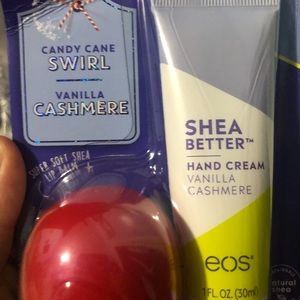 CANDY CANE
SWIRL
VANILLA
CASHMERE
SUPER SOFT SHEA
LIP BALM
SHEA
BETTER™
HAND CREAM
VANILLA
CASHMERE
eos®
1 FL. OZ. (30ml)
natural
shea